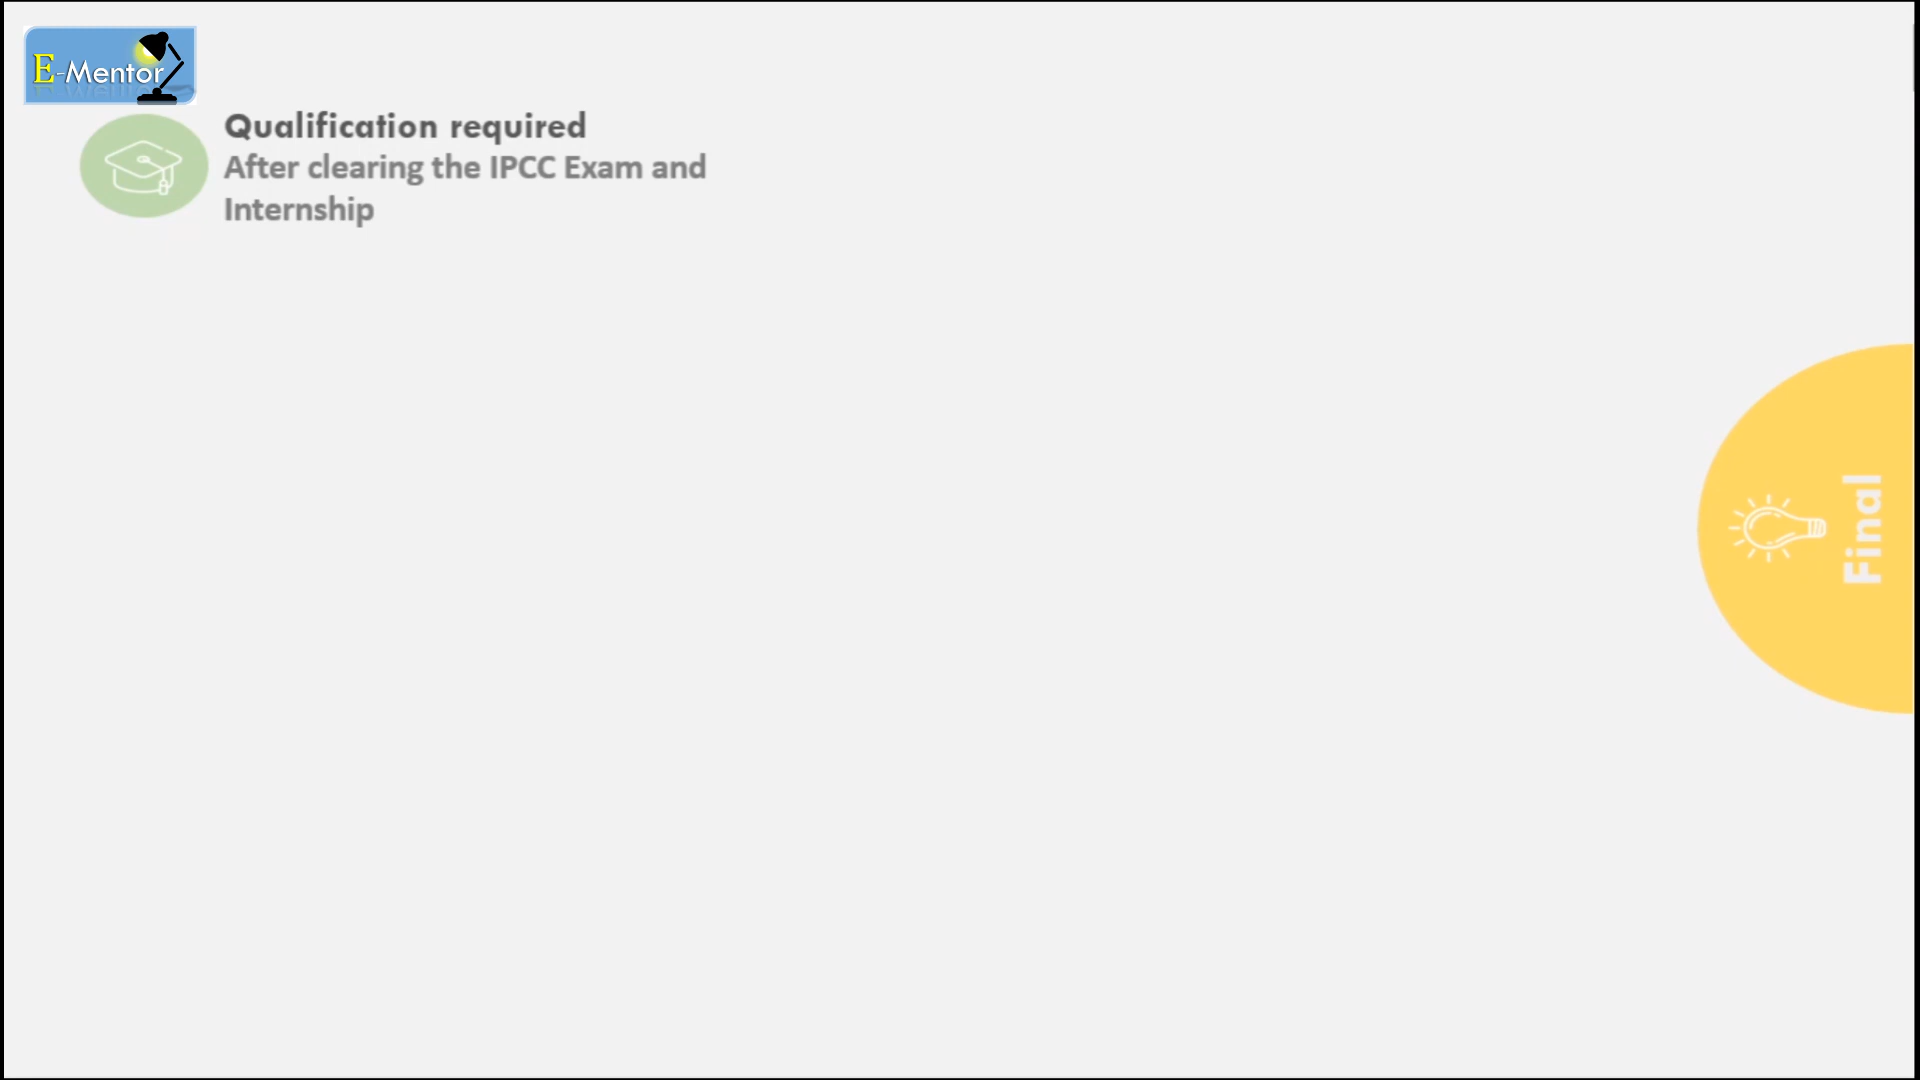 E-Mentor
Qualification required
After clearing the IPCC Exam and
Internship
Final